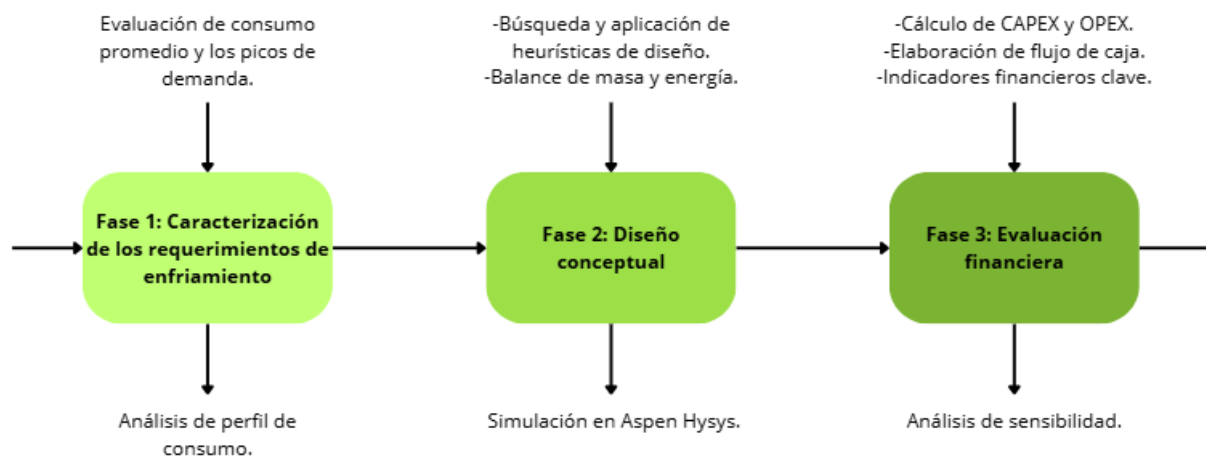 Evaluación de consumo
promedio y los picos de
demanda.
-Búsqueda y aplicación de
heurísticas de diseño.
-Balance de masa y energía.
-Cálculo de CAPEX y OPEX.
-Elaboración de flujo de caja.
-Indicadores financieros clave.
Fase 1: Caracterización
de los requerimientos de
enfriamiento
Fase 2: Diseño
conceptual
Fase 3: Evaluación
financiera
Análisis de perfil de
consumo.
Simulación en Aspen Hysys.
Análisis de sensibilidad.